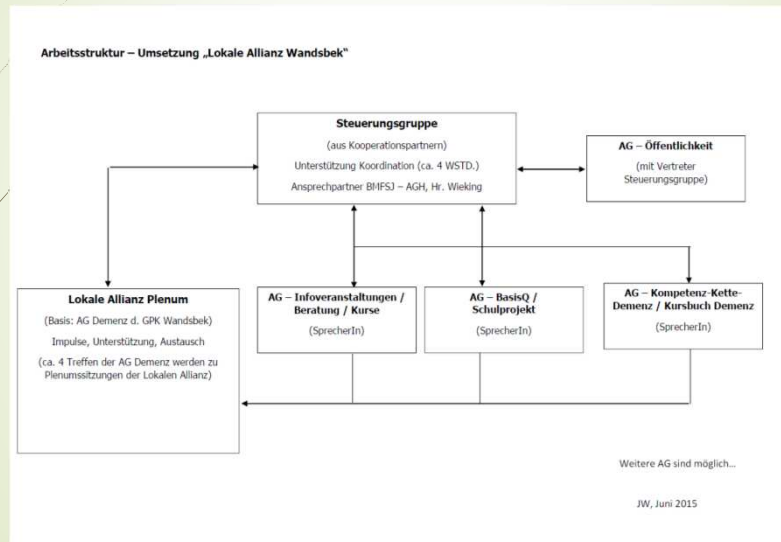 Arbeitsstruktur – Umsetzung „Lokale Allianz Wandsbek“
Steuerungsgruppe
(aus Kooperationspartnern)
Unterstützung Koordination (ca. 4 WSTD.)
Ansprechpartner BMFSJ – AGH, Hr. Wieking
AG – Öffentlichkeit
(mit Vertreter
Steuerungsgruppe)
Lokale Allianz Plenum
(Basis: AG Demenz d. GPK Wandsbek)
Impulse, Unterstützung, Austausch
(ca. 4 Treffen der AG Demenz werden zu
Plenumssitzungen der Lokalen Allianz)
AG – Infoveranstaltungen /
Beratung / Kurse
(SprecherIn)
AG – BasisQ /
Schulprojekt
(SprecherIn)
AG – Kompetenz-Kette-
Demenz / Kursbuch Demenz
(SprecherIn)
Weitere AG sind möglich...
JW, Juni 2015